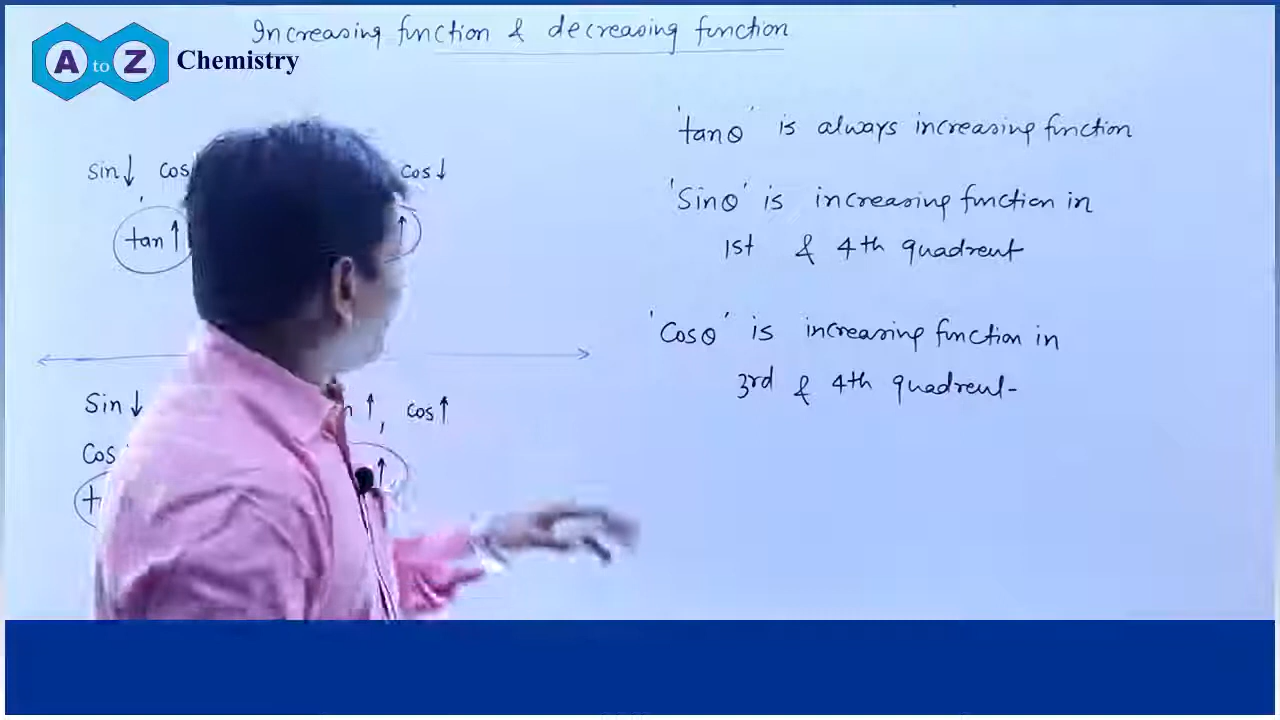 Increasing function & decreasing function
A to Z Chemistry
'tanθ' is always increasing function
sin↓ cos cos↓
'Sinθ' is increasing function in
tan↑ ↑
1st & 4th quadrent
'Cosθ' is increasing function in
3rd & 4th quadrent-
Sin↓ ↑, cos↑
Cos
↑